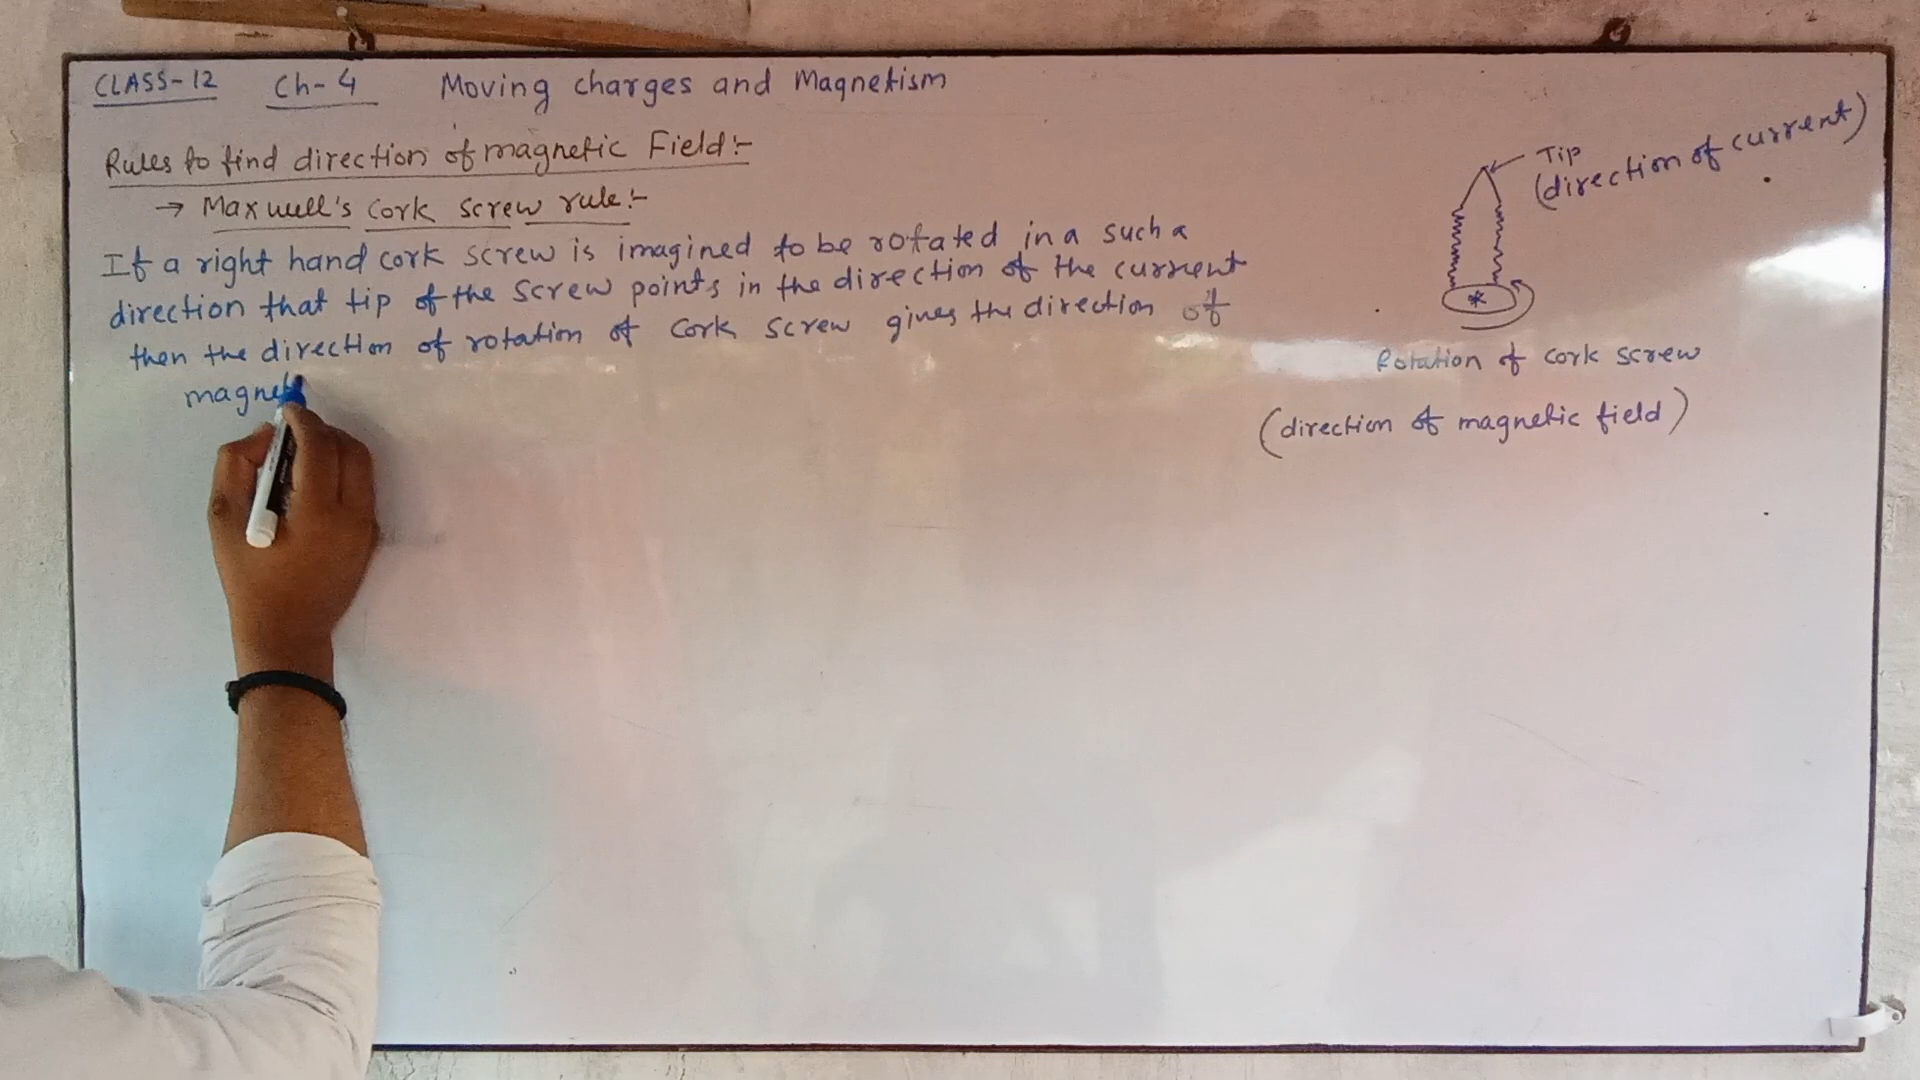 CLASS-12 Ch-4 Moving charges and Magnetism
Rules to find direction of magnetic Field:-
→ Maxwell's cork screw rule:-
If a right hand cork screw is imagined to be rotated in a such a
direction that tip of the screw points in the direction of the current
then the direction of rotation of cork screw gives the direction of
magnet
Tip
(direction of current)
Rotation of cork screw
(direction of magnetic field)